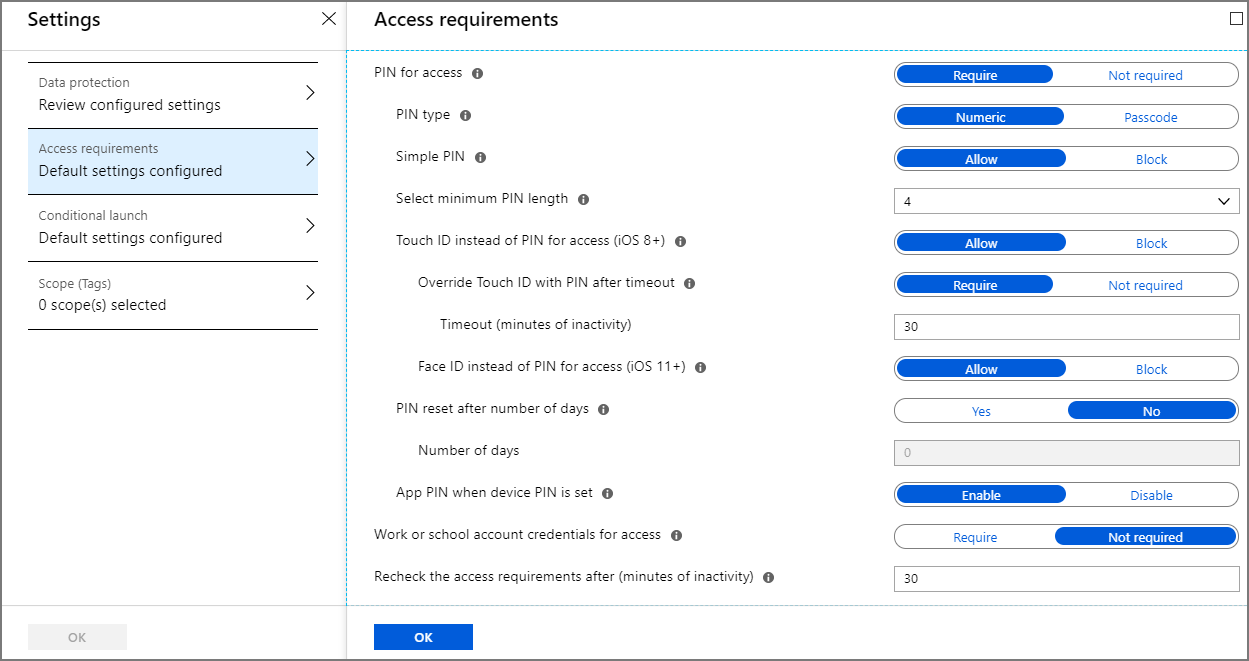 Settings
Data protection
Review configured settings
Access requirements
Default settings configured
Conditional launch
Default settings configured
Scope (Tags)
0 scope(s) selected
OK
Access requirements
PIN for access Require Not required
PIN type Numeric Passcode
Simple PIN Allow Block
Select minimum PIN length 4
Touch ID instead of PIN for access (iOS 8+) Allow Block
Override Touch ID with PIN after timeout Require Not required
Timeout (minutes of inactivity) 30
Face ID instead of PIN for access (iOS 11+) Allow Block
PIN reset after number of days Yes No
Number of days 0
App PIN when device PIN is set Enable Disable
Work or school account credentials for access Require Not required
Recheck the access requirements after (minutes of inactivity) 30
OK